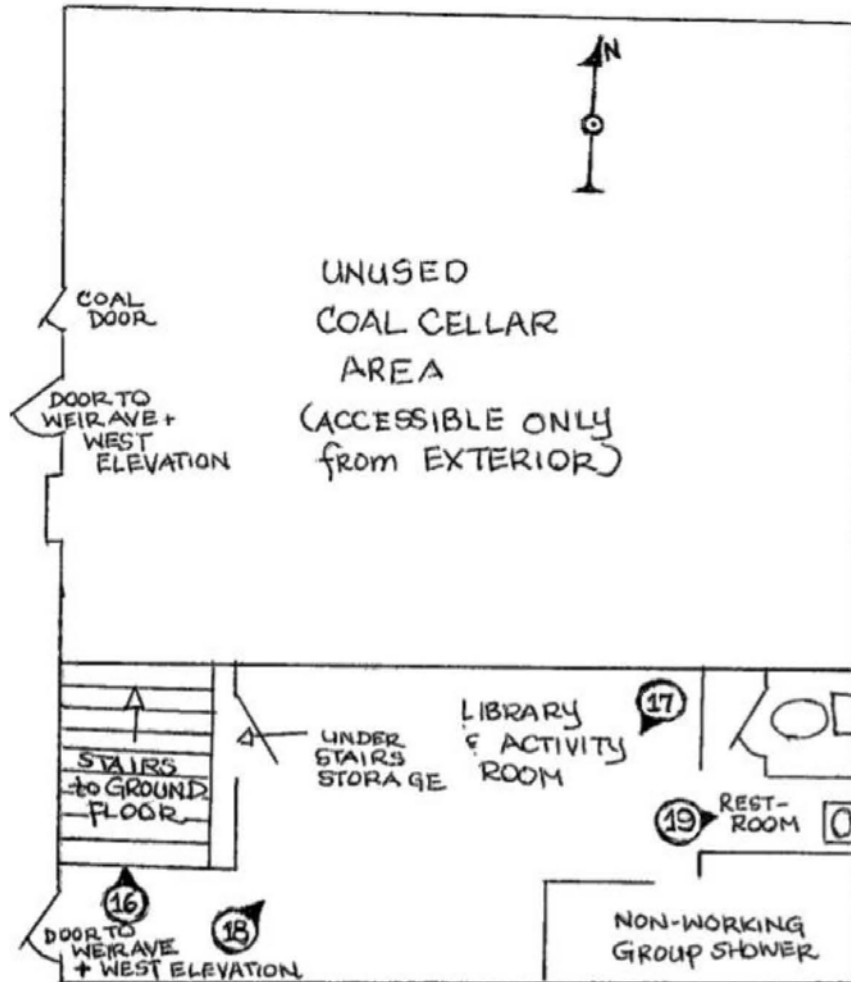 N
UNUSED
COAL CELLAR
AREA
(ACCESSIBLE ONLY
from EXTERIOR)
COAL
DOOR
DOOR TO
WEIR AVE +
WEST
ELEVATION
STAIRS
to GROUND
FLOOR
UNDER
STAIRS
STORAGE
LIBRARY
& ACTIVITY
ROOM
17
19
REST-
ROOM
16
18
DOOR TO
WEIR AVE
+ WEST ELEVATION
NON-WORKING
GROUP SHOWER